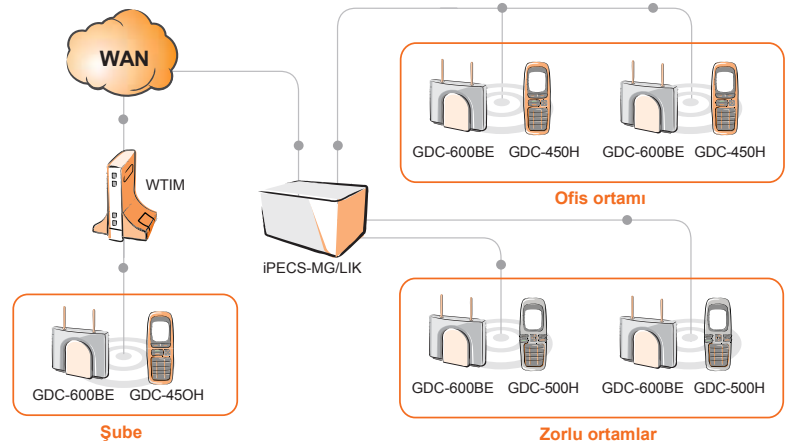 WAN
GDC-600BE GDC-450H GDC-600BE GDC-450H
Ofis ortamı
WTIM
iPECS-MG/LIK
GDC-600BE GDC-45OH
Şube
GDC-600BE GDC-500H GDC-600BE GDC-500H
Zorlu ortamlar